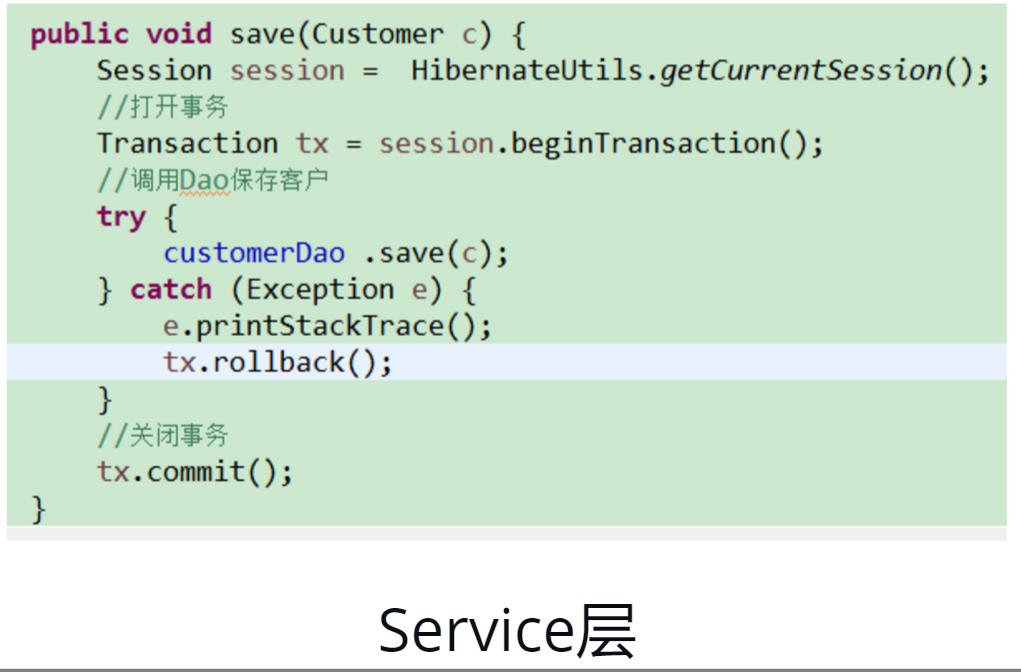 public void save(Customer c) {
Session session =  HibernateUtils.getCurrentSession();
//打开事务
Transaction tx = session.beginTransaction();
//调用Dao保存客户
try {
customerDao .save(c);
} catch (Exception e) {
e.printStackTrace();
tx.rollback();
}
//关闭事务
tx.commit();
}
Service层